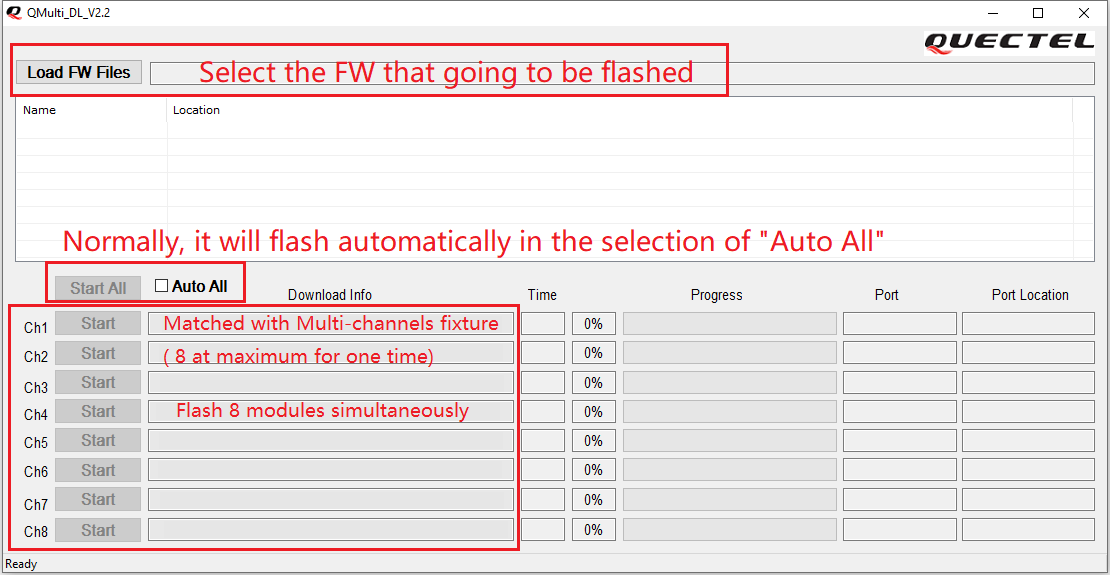 QMulti_DL_V2.2
QUECTEL
Load FW Files
Select the FW that going to be flashed
Name Location
Normally, it will flash automatically in the selection of "Auto All"
Start All Auto All Download Info Time Progress Port Port Location
Ch1 Start Matched with Multi-channels fixture 0%
Ch2 Start ( 8 at maximum for one time) 0%
Ch3 Start 0%
Ch4 Start Flash 8 modules simultaneously 0%
Ch5 Start 0%
Ch6 Start 0%
Ch7 Start 0%
Ch8 Start 0%
Ready